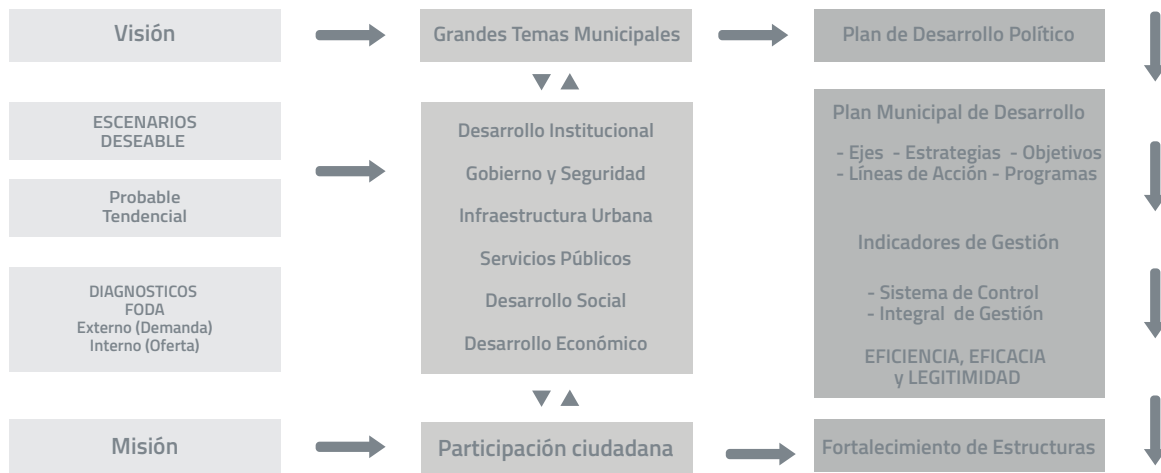 Visión
Grandes Temas Municipales
Plan de Desarrollo Político
ESCENARIOS
DESEABLE
Probable
Tendencial
DIAGNOSTICOS
FODA
Externo (Demanda)
Interno (Oferta)
Desarrollo Institucional
Gobierno y Seguridad
Infraestructura Urbana
Servicios Públicos
Desarrollo Social
Desarrollo Económico
Plan Municipal de Desarrollo
- Ejes - Estrategias - Objetivos
- Líneas de Acción - Programas
Indicadores de Gestión
- Sistema de Control
- Integral de Gestión
EFICIENCIA, EFICACIA
y LEGITIMIDAD
Misión
Participación ciudadana
Fortalecimiento de Estructuras